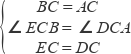 BC = AC
∠ ECB = ∠ DCA
EC = DC